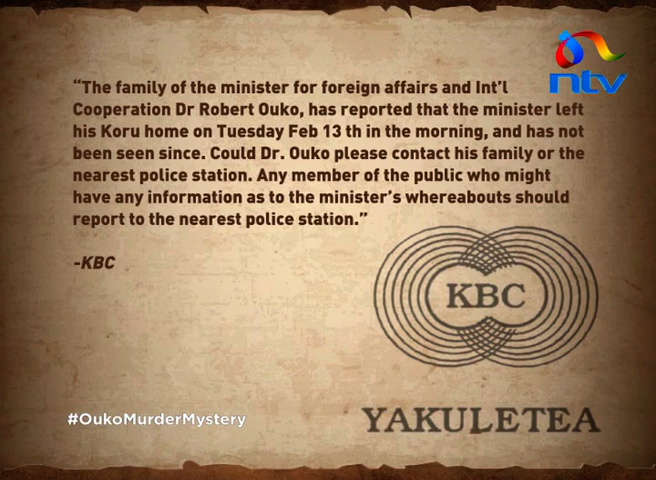 ntv
“The family of the minister for foreign affairs and Int’l
Cooperation Dr Robert Ouko, has reported that the minister left
his Koru home on Tuesday Feb 13 th in the morning, and has not
been seen since. Could Dr. Ouko please contact his family or the
nearest police station. Any member of the public who might
have any information as to the minister’s whereabouts should
report to the nearest police station.”
-KBC
KBC
#OukoMurderMystery
YAKULETEA